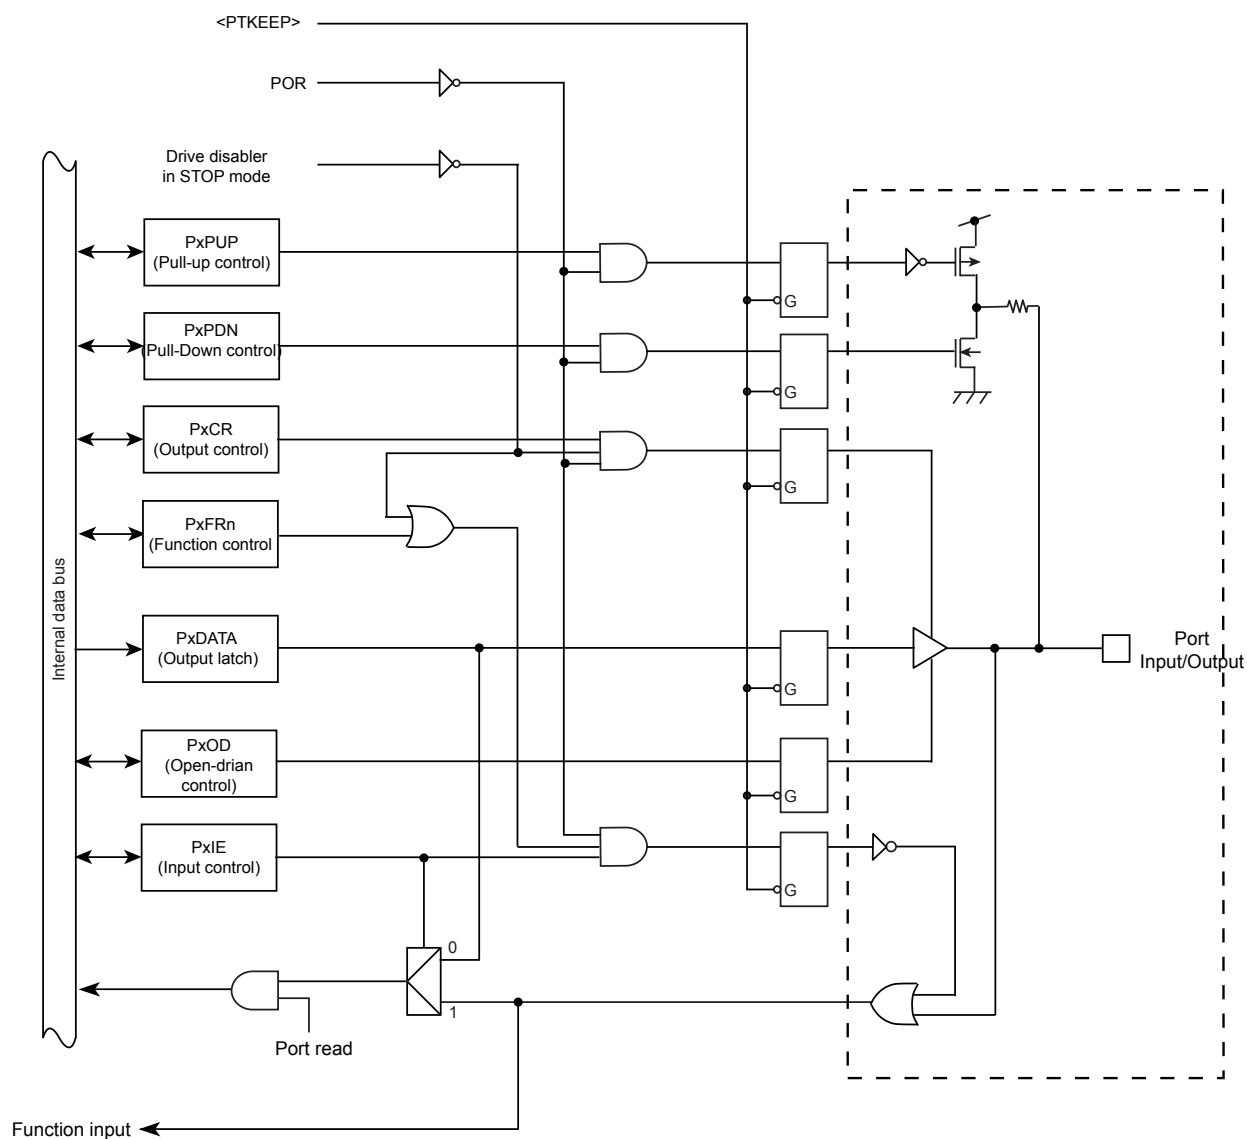 <PTKEEP>
POR
Drive disabler
in STOP mode
PxPUP
(Pull-up control)
G
PxPDN
(Pull-Down control)
G
PxCR
(Output control)
G
PxFRn
(Function control
Internal data bus
PxDATA
(Output latch)
G
Port
Input/Output
PxOD
(Open-drian
control)
G
PxIE
(Input control)
G
0
1
Port read
Function input